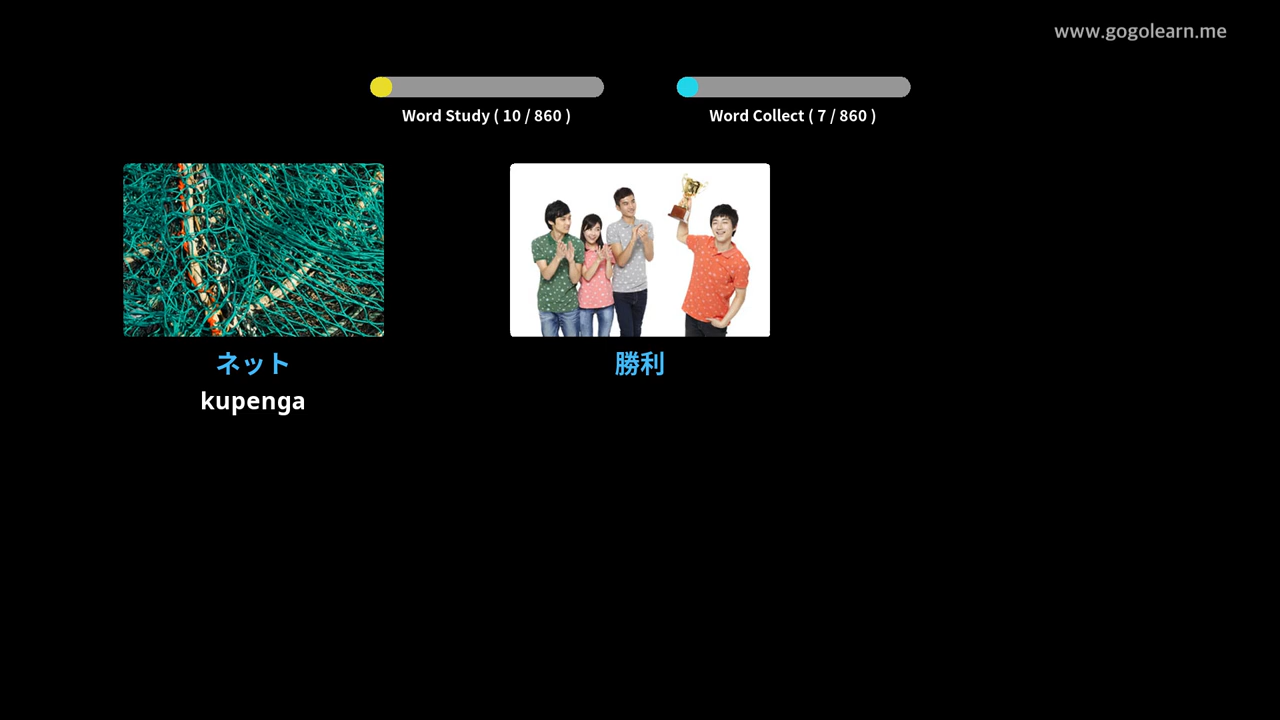 www.gogolearn.me
Word Study ( 10 / 860 )
Word Collect ( 7 / 860 )
ネット
kupenga
勝利